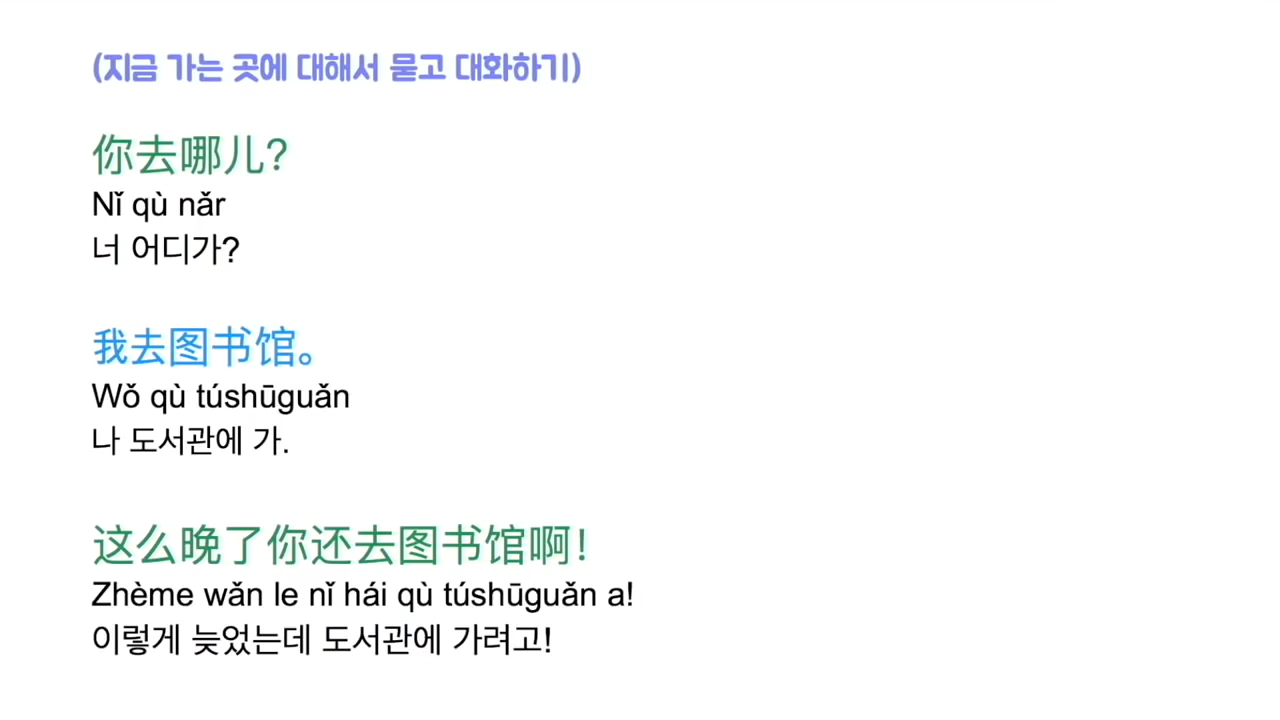 (지금 가는 곳에 대해서 묻고 대화하기)
你去哪儿?
Nǐ qù nǎr
너 어디가?
我去图书馆。
Wǒ qù túshūguǎn
나 도서관에 가.
这么晚了你还去图书馆啊!
Zhème wǎn le nǐ hái qù túshūguǎn a!
이렇게 늦었는데 도서관에 가려고!